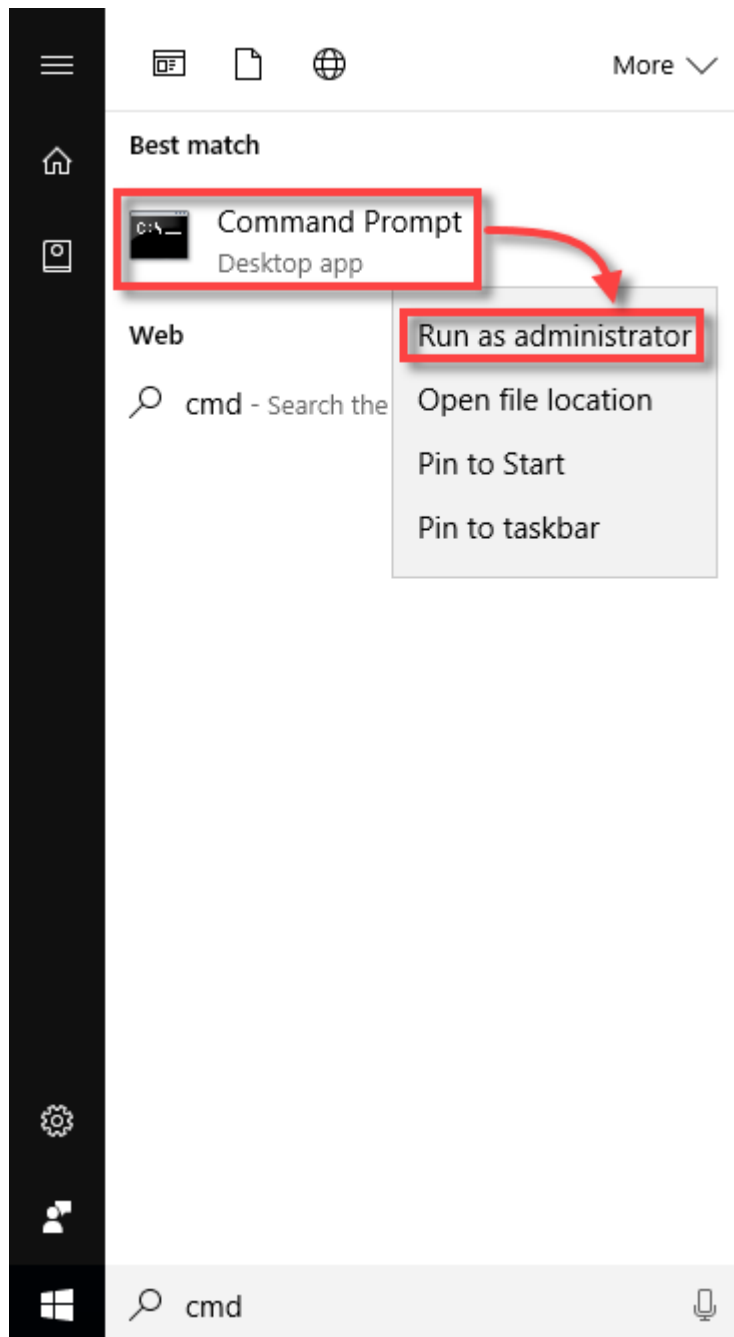 More
Best match
C:\_
Command Prompt
Desktop app
Web
Run as administrator
cmd - Search the
Open file location
Pin to Start
Pin to taskbar
cmd